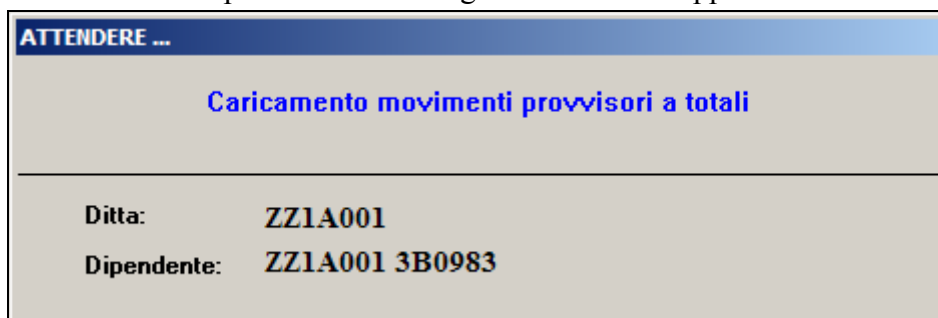 ATTENDERE ...
Caricamento movimenti provvisori a totali
Ditta: ZZ1A001
Dipendente: ZZ1A001 3B0983